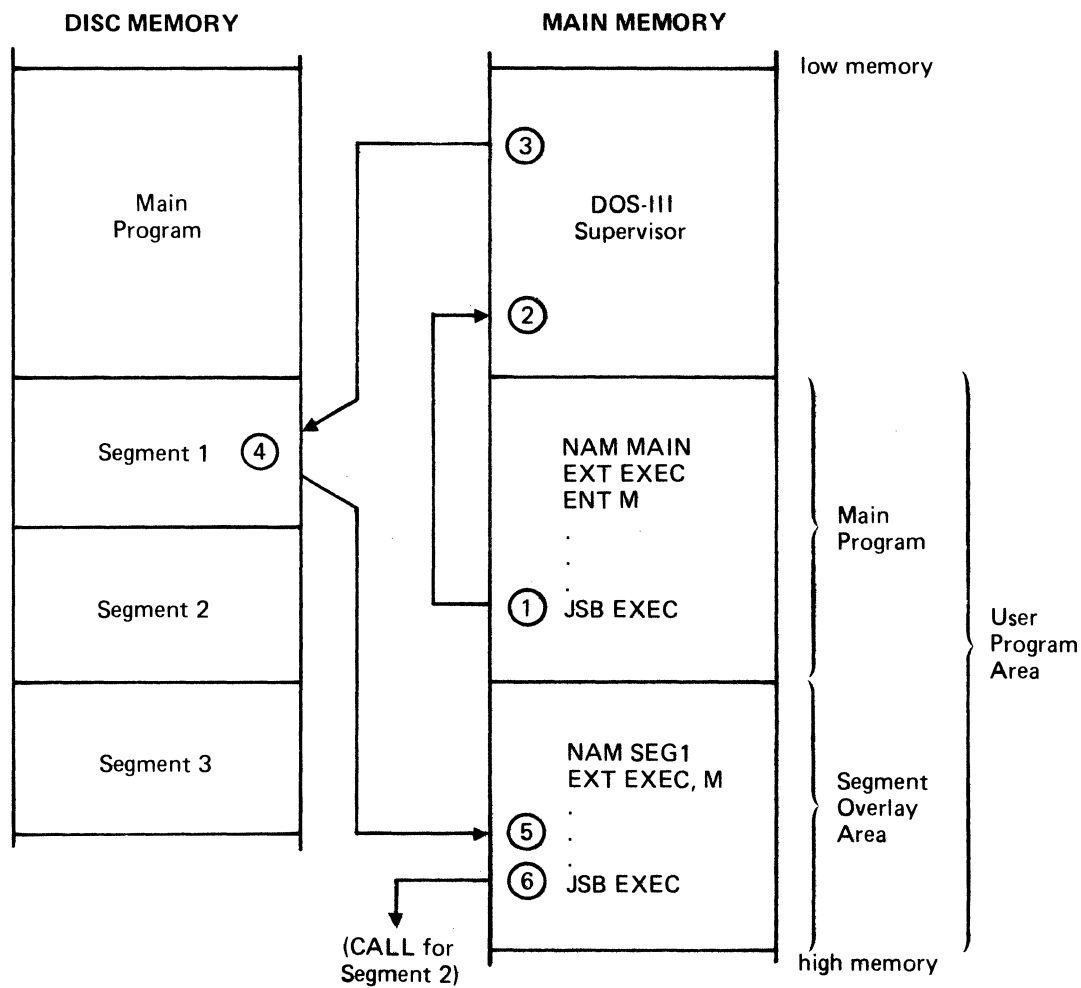 DISC MEMORY
Main
Program
Segment 1 4
Segment 2
Segment 3
MAIN MEMORY
low memory
3
DOS-III
Supervisor
2
NAM MAIN
EXT EXEC
ENT M
.
.
.
1 JSB EXEC
NAM SEG1
EXT EXEC, M
.
5 .
.
6 JSB EXEC
(CALL for
Segment 2)
Main
Program
Segment
Overlay
Area
User
Program
Area
high memory